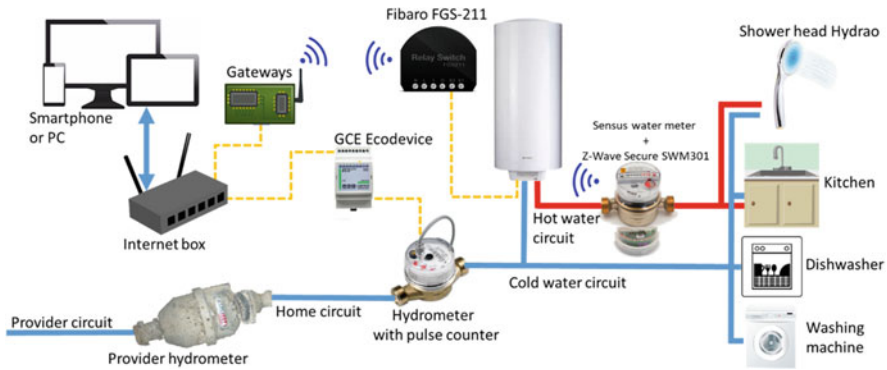 Smartphone
or PC
Gateways
Fibaro FGS-211
Relay Switch
Shower head Hydrao
Sensus water meter
+
Z-Wave Secure SWM301
GCE Ecodevice
Internet box
Hot water
circuit
Kitchen
Cold water circuit
Dishwasher
Provider circuit
Home circuit
Hydrometer
with pulse counter
Provider hydrometer
Washing
machine